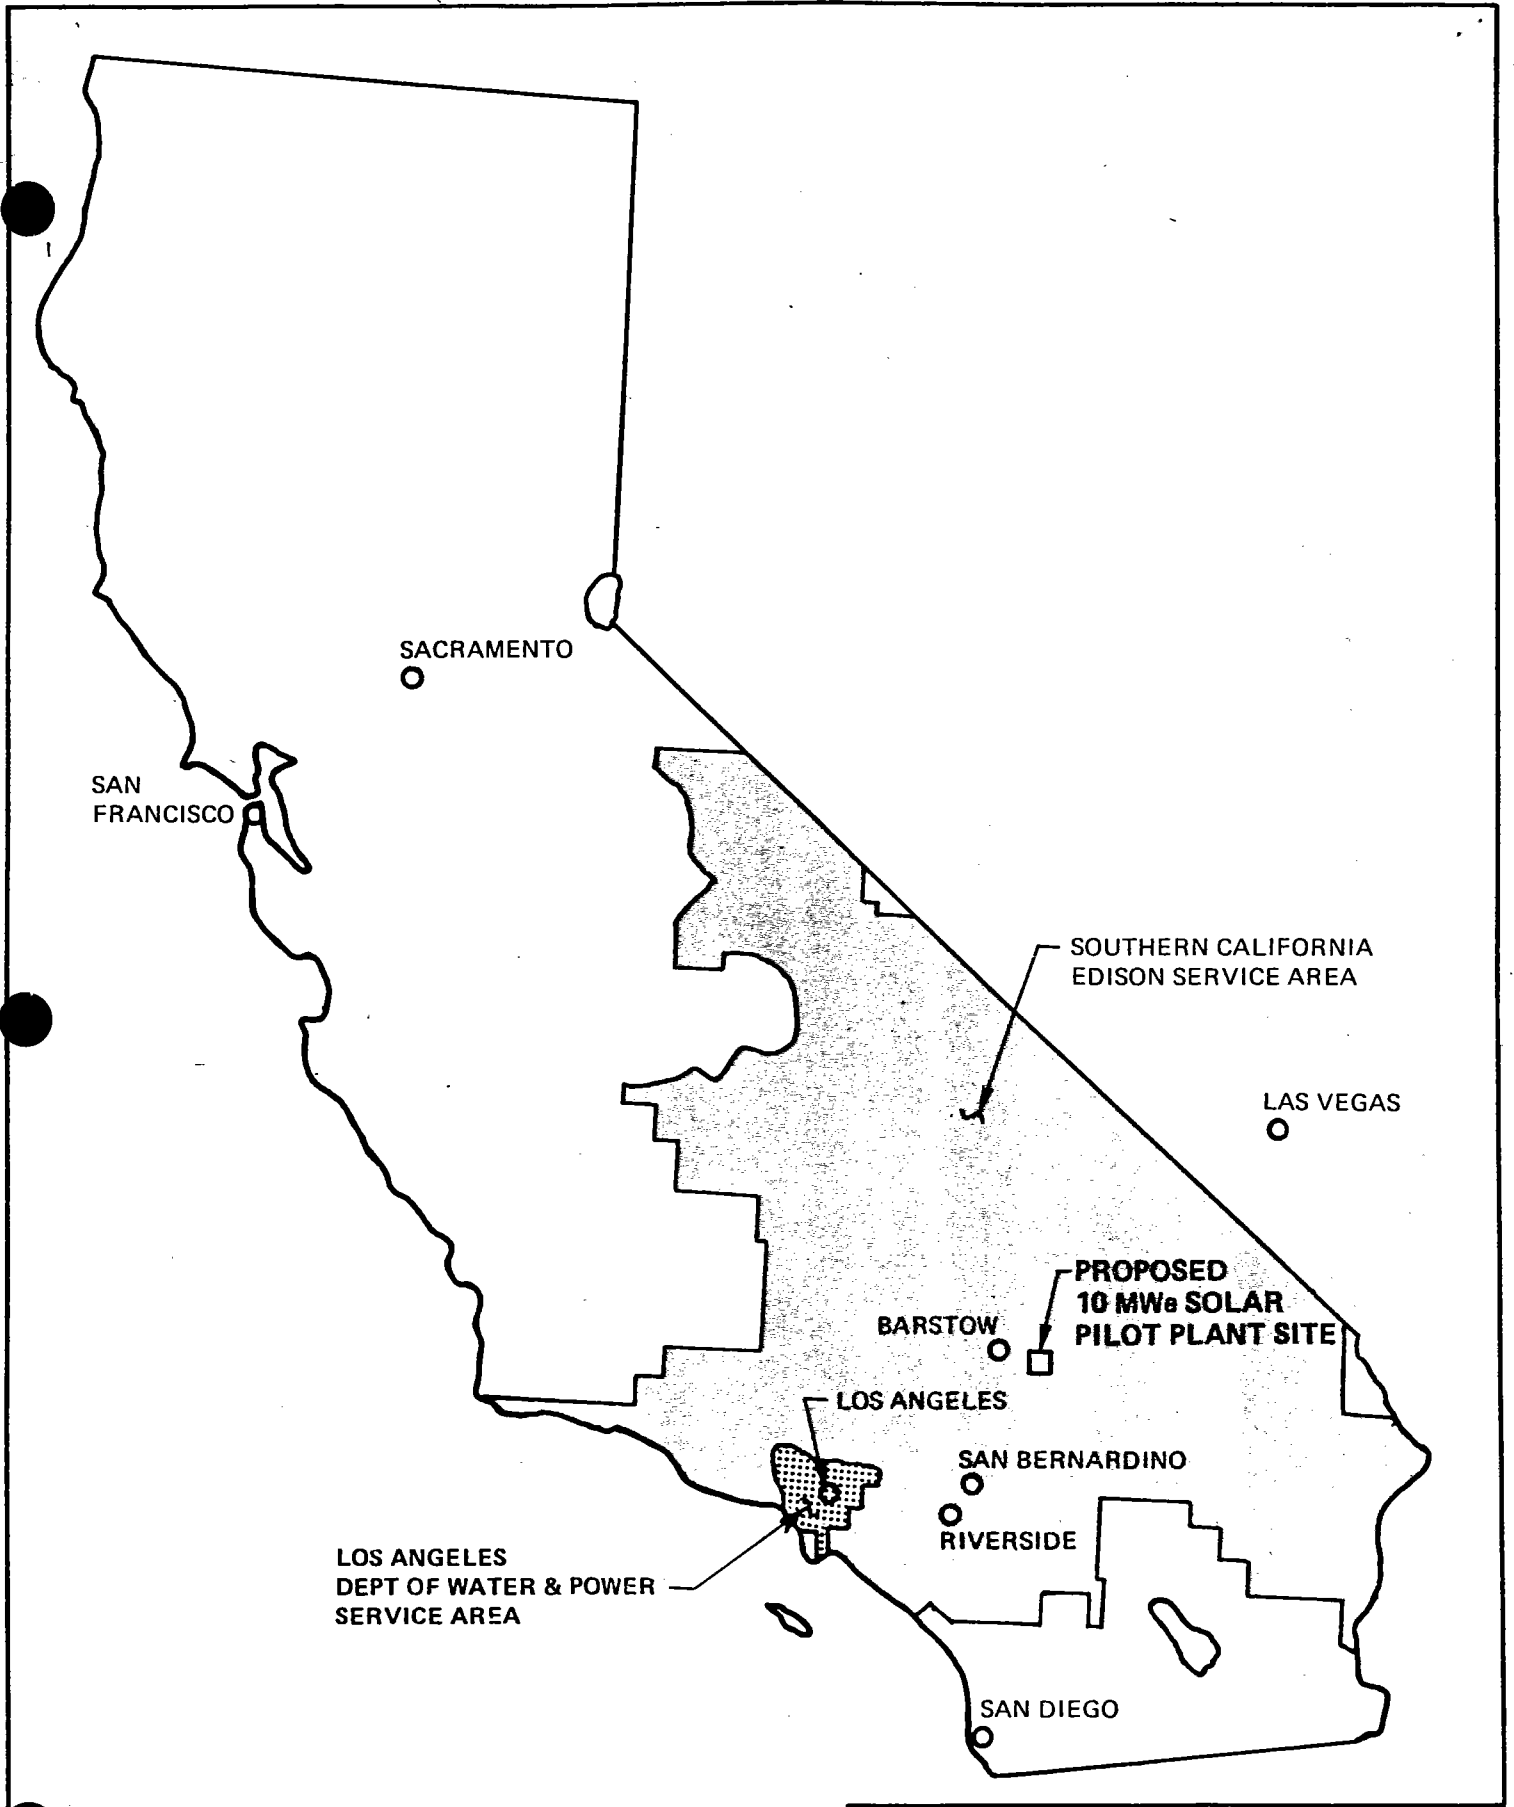 SACRAMENTO
SAN
FRANCISCO
SOUTHERN CALIFORNIA
EDISON SERVICE AREA
LAS VEGAS
PROPOSED
10 MWe SOLAR
PILOT PLANT SITE
BARSTOW
LOS ANGELES
SAN BERNARDINO
RIVERSIDE
LOS ANGELES
DEPT OF WATER & POWER
SERVICE AREA
SAN DIEGO